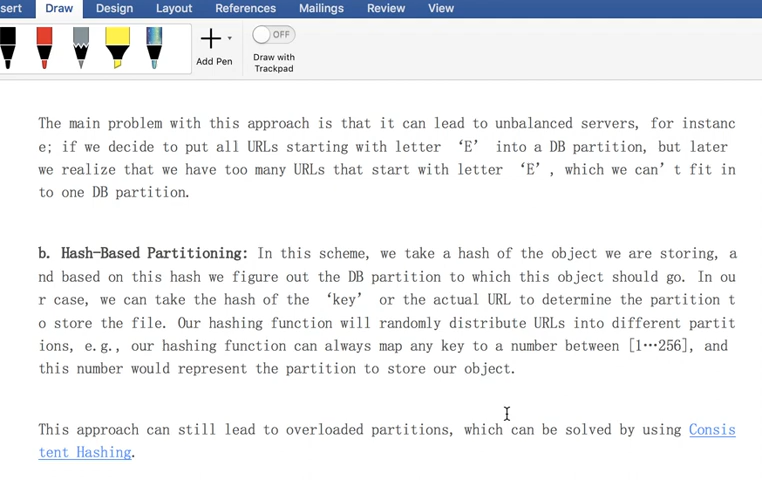 sert Draw Design Layout References Mailings Review View
OFF
Add Pen
Draw with
Trackpad
The main problem with this approach is that it can lead to unbalanced servers, for instanc
e; if we decide to put all URLs starting with letter ‘E’ into a DB partition, but later
we realize that we have too many URLs that start with letter ‘E’, which we can’t fit in
to one DB partition.
b. Hash-Based Partitioning: In this scheme, we take a hash of the object we are storing, a
nd based on this hash we figure out the DB partition to which this object should go. In ou
r case, we can take the hash of the ‘key’ or the actual URL to determine the partition t
o store the file. Our hashing function will randomly distribute URLs into different partit
ions, e.g., our hashing function can always map any key to a number between [1…256], and
this number would represent the partition to store our object.
This approach can still lead to overloaded partitions, which can be solved by using Consis
tent Hashing.